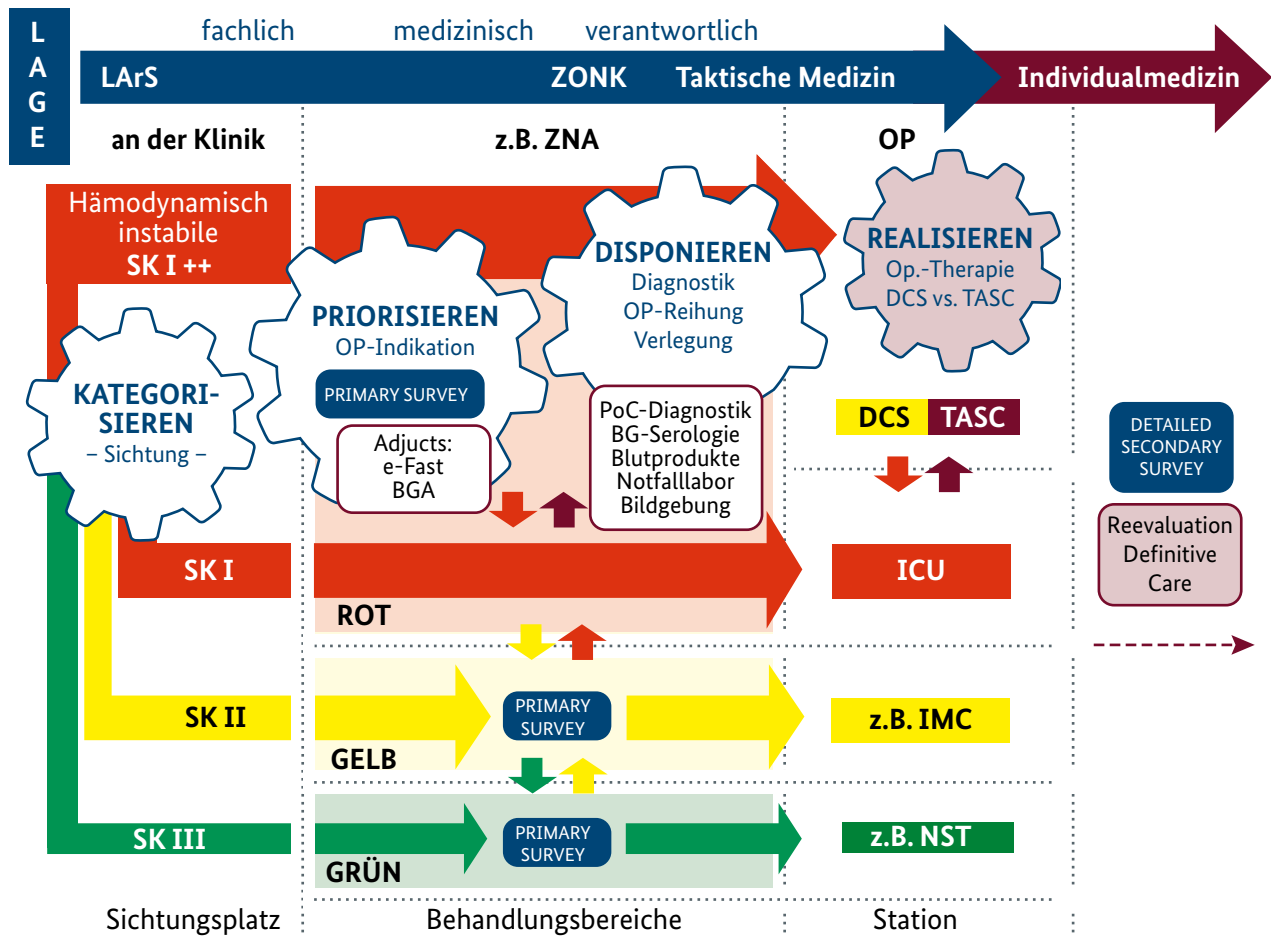 LAGE
fachlich medizinisch verantwortlich
LArS ZONK Taktische Medizin Individualmedizin
an der Klinik z.B. ZNA OP
Hämodynamisch
instabile
SK I ++
KATEGORI-
SIEREN
– Sichtung –
PRIORISIEREN
OP-Indikation
PRIMARY SURVEY
Adjucts:
e-Fast
BGA
DISPONIEREN
Diagnostik
OP-Reihung
Verlegung
PoC-Diagnostik
BG-Serologie
Blutprodukte
Notfalllabor
Bildgebung
REALISIEREN
Op.-Therapie
DCS vs. TASC
DCS TASC
DETAILED
SECONDARY
SURVEY
Reevaluation
Definitive
Care
SK I
ROT
ICU
SK II
GELB
PRIMARY
SURVEY
z.B. IMC
SK III
GRÜN
PRIMARY
SURVEY
z.B. NST
Sichtungsplatz Behandlungsbereiche Station